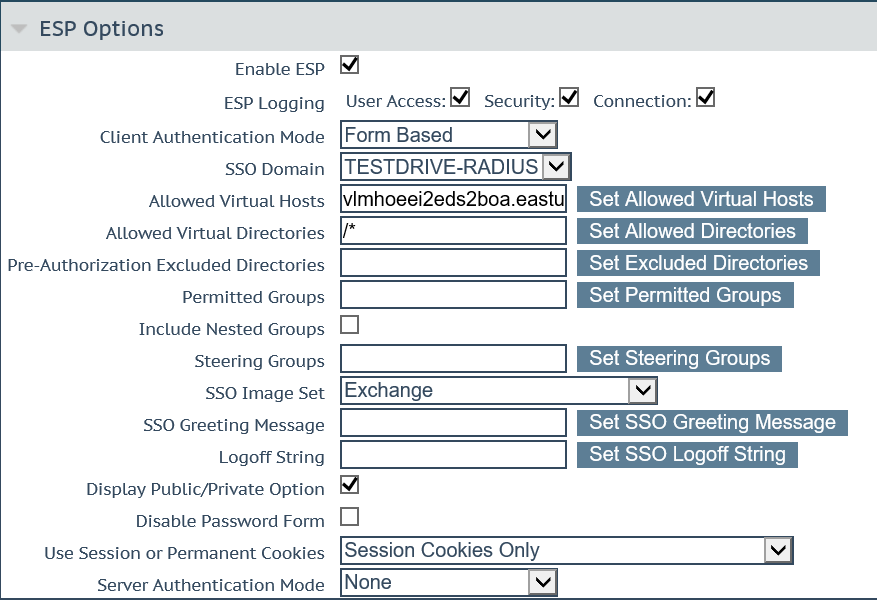 ESP Options
Enable ESP
ESP Logging User Access: Security: Connection:
Client Authentication Mode Form Based
SSO Domain TESTDRIVE-RADIUS
Allowed Virtual Hosts vlmhoeei2eds2boa.eastu Set Allowed Virtual Hosts
Allowed Virtual Directories /* Set Allowed Directories
Pre-Authorization Excluded Directories Set Excluded Directories
Permitted Groups Set Permitted Groups
Include Nested Groups
Steering Groups Set Steering Groups
SSO Image Set Exchange
SSO Greeting Message Set SSO Greeting Message
Logoff String Set SSO Logoff String
Display Public/Private Option
Disable Password Form
Use Session or Permanent Cookies Session Cookies Only
Server Authentication Mode None